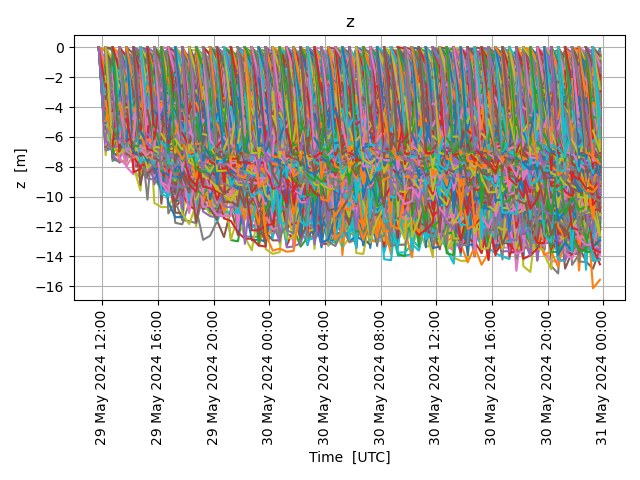 z
0
−2
−4
−6
−8
−10
−12
−14
−16
z [m]
29 May 2024 12:00
29 May 2024 16:00
29 May 2024 20:00
30 May 2024 00:00
30 May 2024 04:00
30 May 2024 08:00
30 May 2024 12:00
30 May 2024 16:00
30 May 2024 20:00
31 May 2024 00:00
Time [UTC]